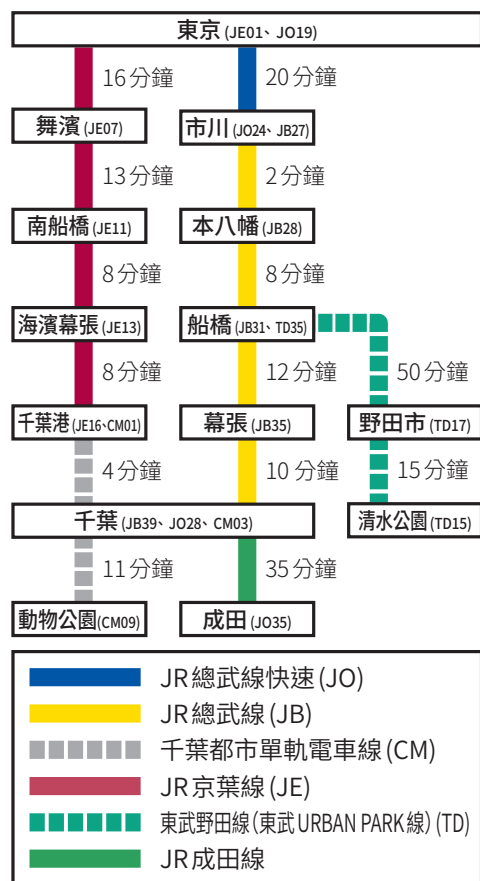 東京 (JE01、JO19)
16分鐘 20分鐘
舞濱 (JE07) 市川 (JO24、JB27)
13分鐘 2分鐘
南船橋 (JE11) 本八幡 (JB28)
8分鐘 8分鐘
海濱幕張 (JE13) 船橋 (JB31、TD35)
8分鐘 12分鐘 50分鐘
千葉港 (JE16、CM01) 幕張 (JB35) 野田市 (TD17)
4分鐘 10分鐘 15分鐘
千葉 (JB39、JO28、CM03) 清水公園 (TD15)
11分鐘 35分鐘
動物公園 (CM09) 成田 (JO35)
JR總武線快速 (JO)
JR總武線 (JB)
千葉都市單軌電車線 (CM)
JR京葉線 (JE)
東武野田線(東武URBAN PARK線) (TD)
JR成田線